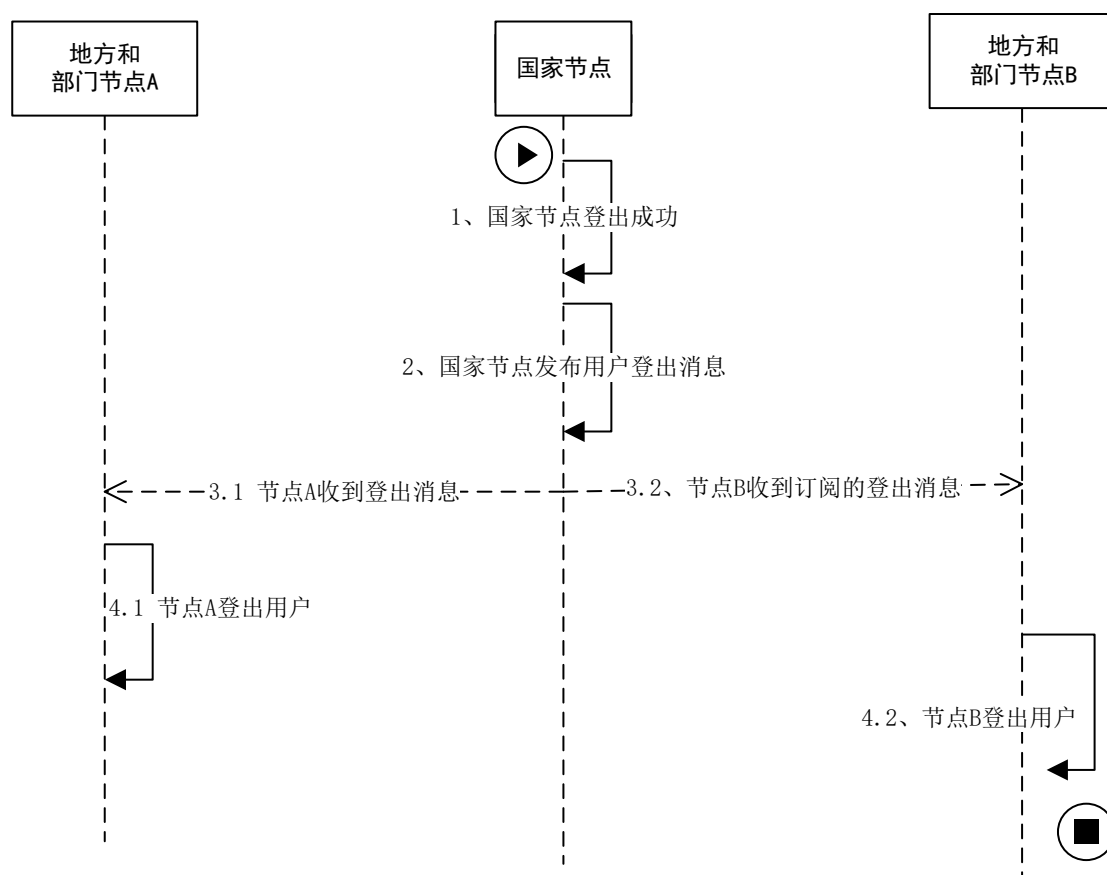 地方和
部门节点A
国家节点
地方和
部门节点B
1、国家节点登出成功
2、国家节点发布用户登出消息
3.1 节点A收到登出消息
3.2、节点B收到订阅的登出消息
4.1 节点A登出用户
4.2、节点B登出用户